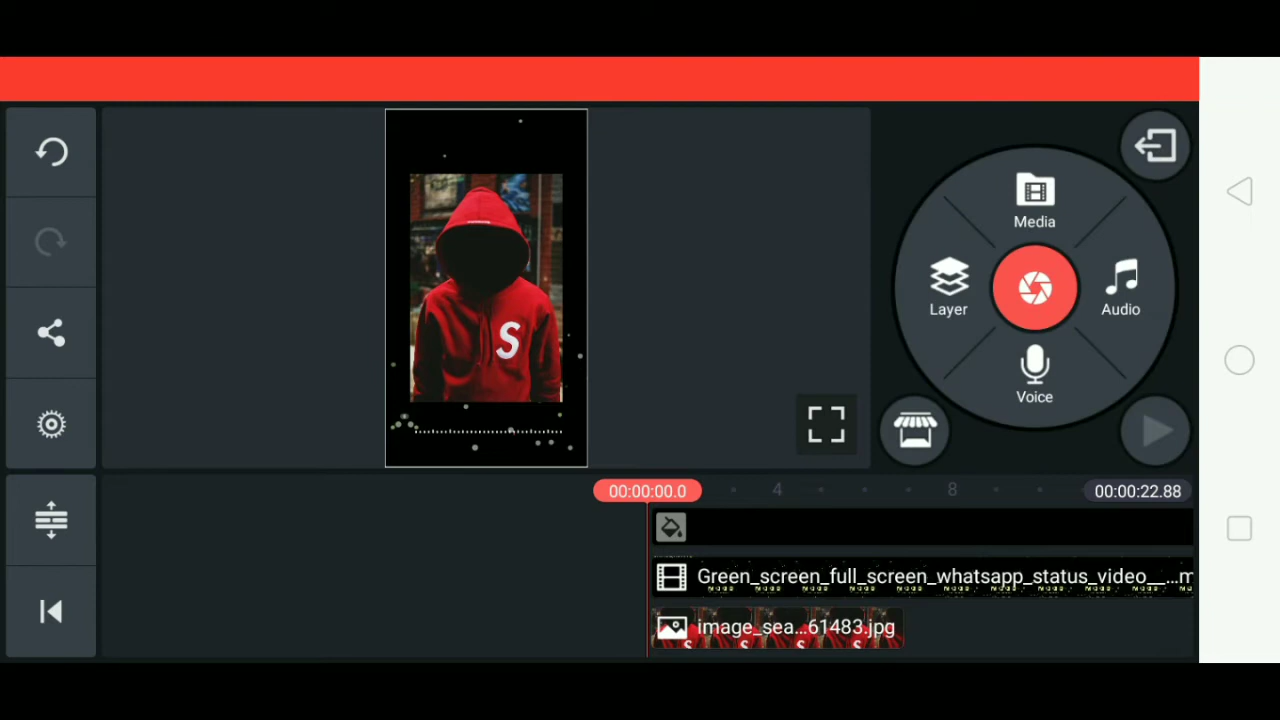 Media
Layer
Audio
S
Voice
00:00:00.0
4
8
00:00:22.88
Green_screen_full_screen_whatsapp_status_video__...m
image_sea...61483.jpg